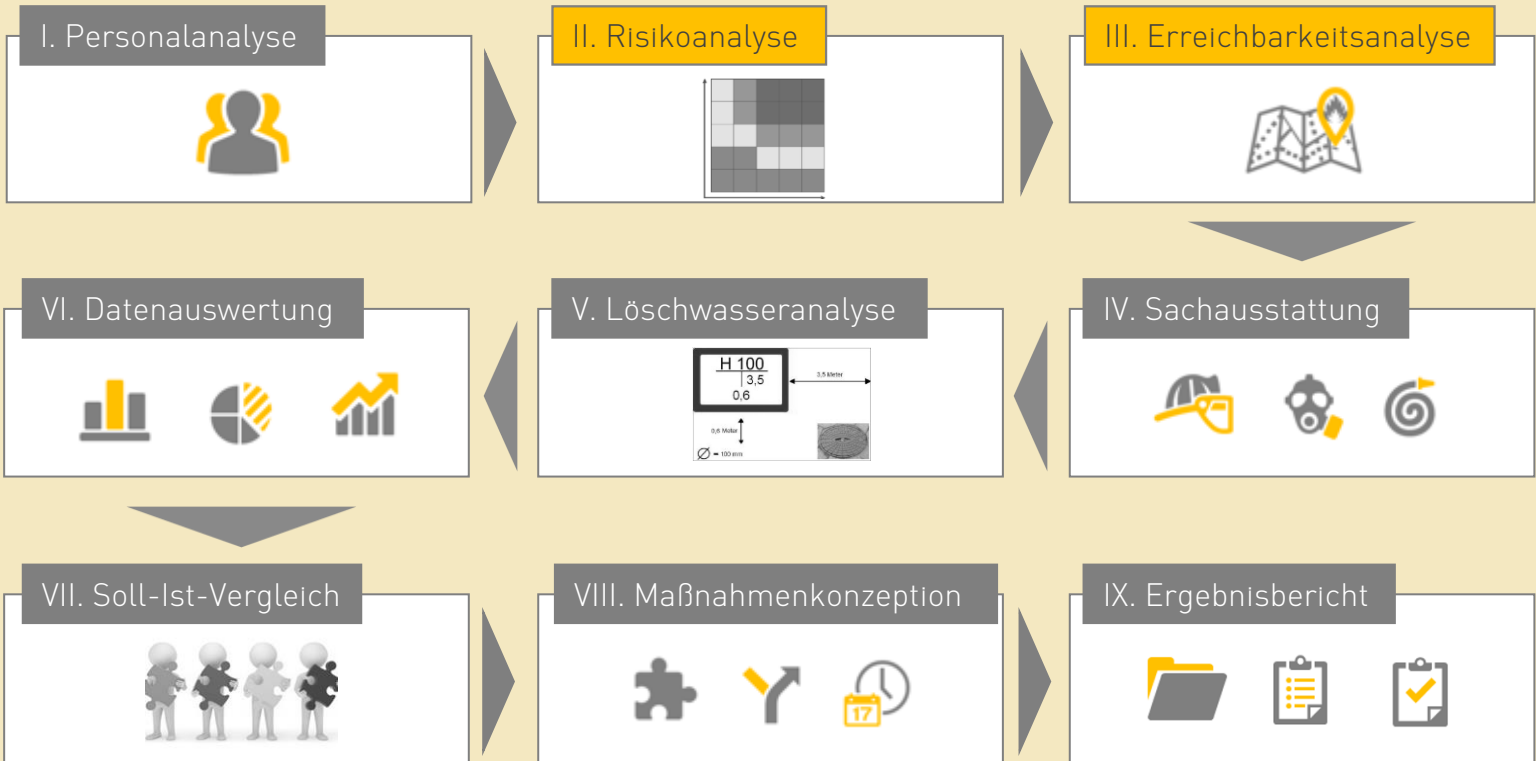 I. Personalanalyse
II. Risikoanalyse
III. Erreichbarkeitsanalyse
IV. Sachausstattung
V. Löschwasseranalyse
H 100
3,5
0,6
3,5 Meter
0,6 Meter
Ø = 100 mm
VI. Datenauswertung
VII. Soll-Ist-Vergleich
VIII. Maßnahmenkonzeption
17
IX. Ergebnisbericht